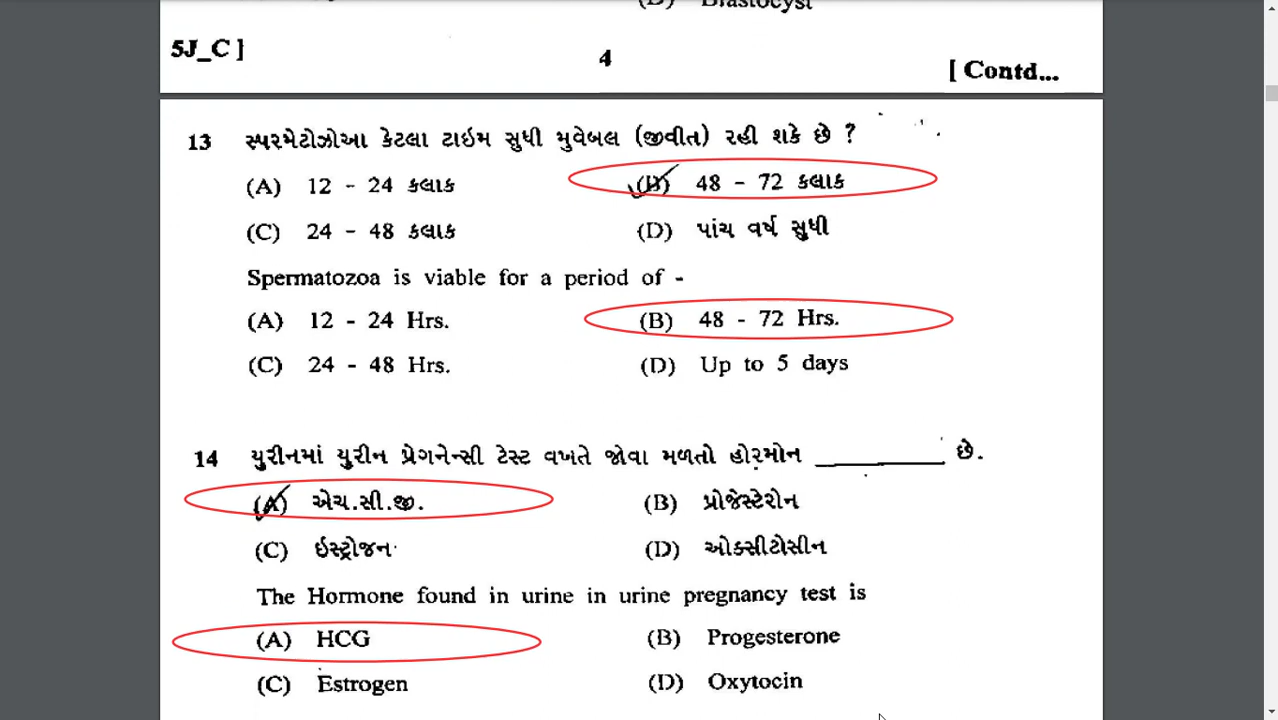 (D) Blastocyst
5J_C ]
4
[ Contd...
13 સ્પરમેટોઝોઆ કેટલા ટાઇમ સુધી મુવેબલ (જીવીત) રહી શકે છે ?
(A) 12 - 24 કલાક (B) 48 - 72 કલાક
(C) 24 - 48 કલાક (D) પાંચ વર્ષ સુધી
Spermatozoa is viable for a period of -
(A) 12 - 24 Hrs. (B) 48 - 72 Hrs.
(C) 24 - 48 Hrs. (D) Up to 5 days
14 યુરીનમાં યુરીન પ્રેગનેન્સી ટેસ્ટ વખતે જોવા મળતો હોરમોન __________ છે.
(A) એચ.સી.જી. (B) પ્રોજેસ્ટેરોન
(C) ઇસ્ટ્રોજન (D) ઓક્સીટોસીન
The Hormone found in urine in urine pregnancy test is
(A) HCG (B) Progesterone
(C) Estrogen (D) Oxytocin